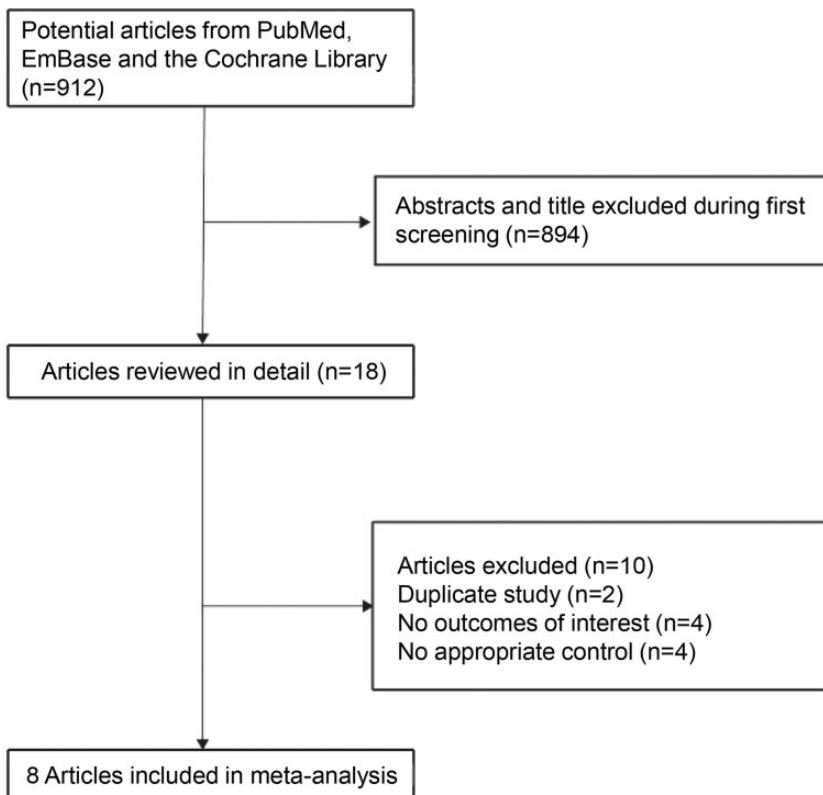 Potential articles from PubMed,
EmBase and the Cochrane Library
(n=912)
Abstracts and title excluded during first
screening (n=894)
Articles reviewed in detail (n=18)
Articles excluded (n=10)
Duplicate study (n=2)
No outcomes of interest (n=4)
No appropriate control (n=4)
8 Articles included in meta-analysis